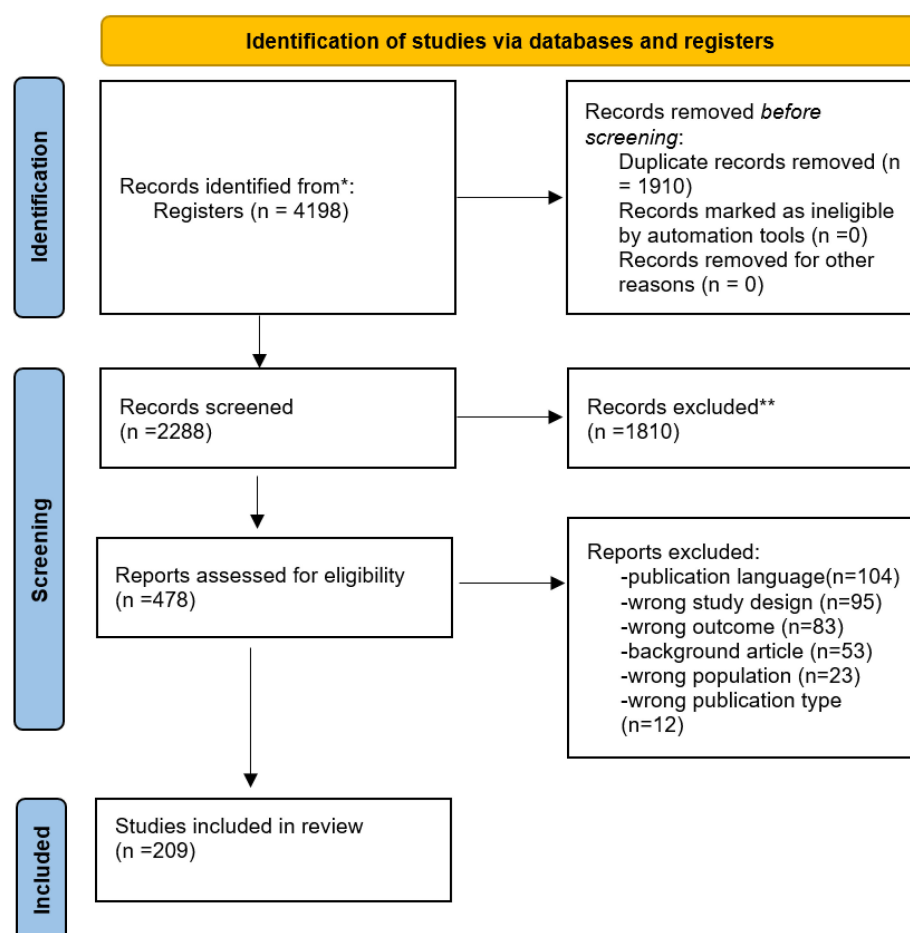 Identification of studies via databases and registers
Identification
Records identified from*:
Registers (n = 4198)
Records removed before
screening:
Duplicate records removed (n
= 1910)
Records marked as ineligible
by automation tools (n =0)
Records removed for other
reasons (n = 0)
Screening
Records screened
(n =2288)
Records excluded**
(n =1810)
Reports assessed for eligibility
(n =478)
Reports excluded:
-publication language(n=104)
-wrong study design (n=95)
-wrong outcome (n=83)
-background article (n=53)
-wrong population (n=23)
-wrong publication type
(n=12)
Included
Studies included in review
(n =209)